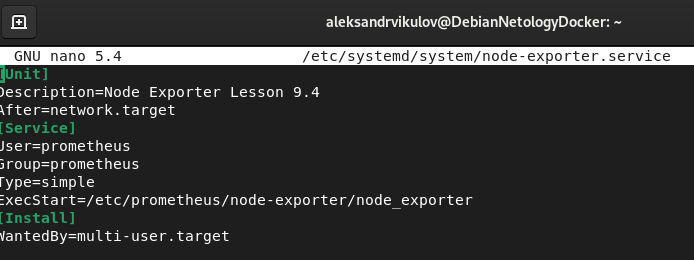 aleksandrvikulov@DebianNetologyDocker: ~
GNU nano 5.4 /etc/systemd/system/node-exporter.service
[Unit]
Description=Node Exporter Lesson 9.4
After=network.target
[Service]
User=prometheus
Group=prometheus
Type=simple
ExecStart=/etc/prometheus/node-exporter/node_exporter
[Install]
WantedBy=multi-user.target